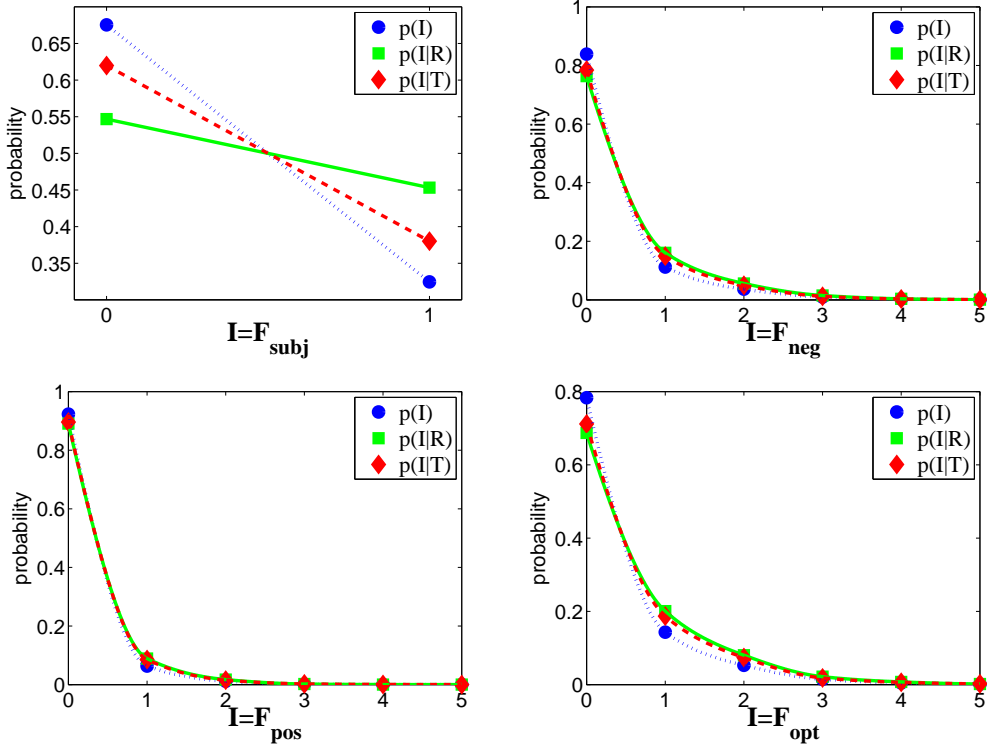 0.65
0.6
0.55
0.5
0.45
0.4
0.35
probability
0 1
I=F_subj
p(I)
p(I|R)
p(I|T)
0.8
0.6
0.4
0.2
0
probability
0 1 2 3 4 5
I=F_neg
p(I)
p(I|R)
p(I|T)
1
0.8
0.6
0.4
0.2
0
probability
0 1 2 3 4 5
I=F_pos
p(I)
p(I|R)
p(I|T)
0.8
0.6
0.4
0.2
0
probability
0 1 2 3 4 5
I=F_opt
p(I)
p(I|R)
p(I|T)